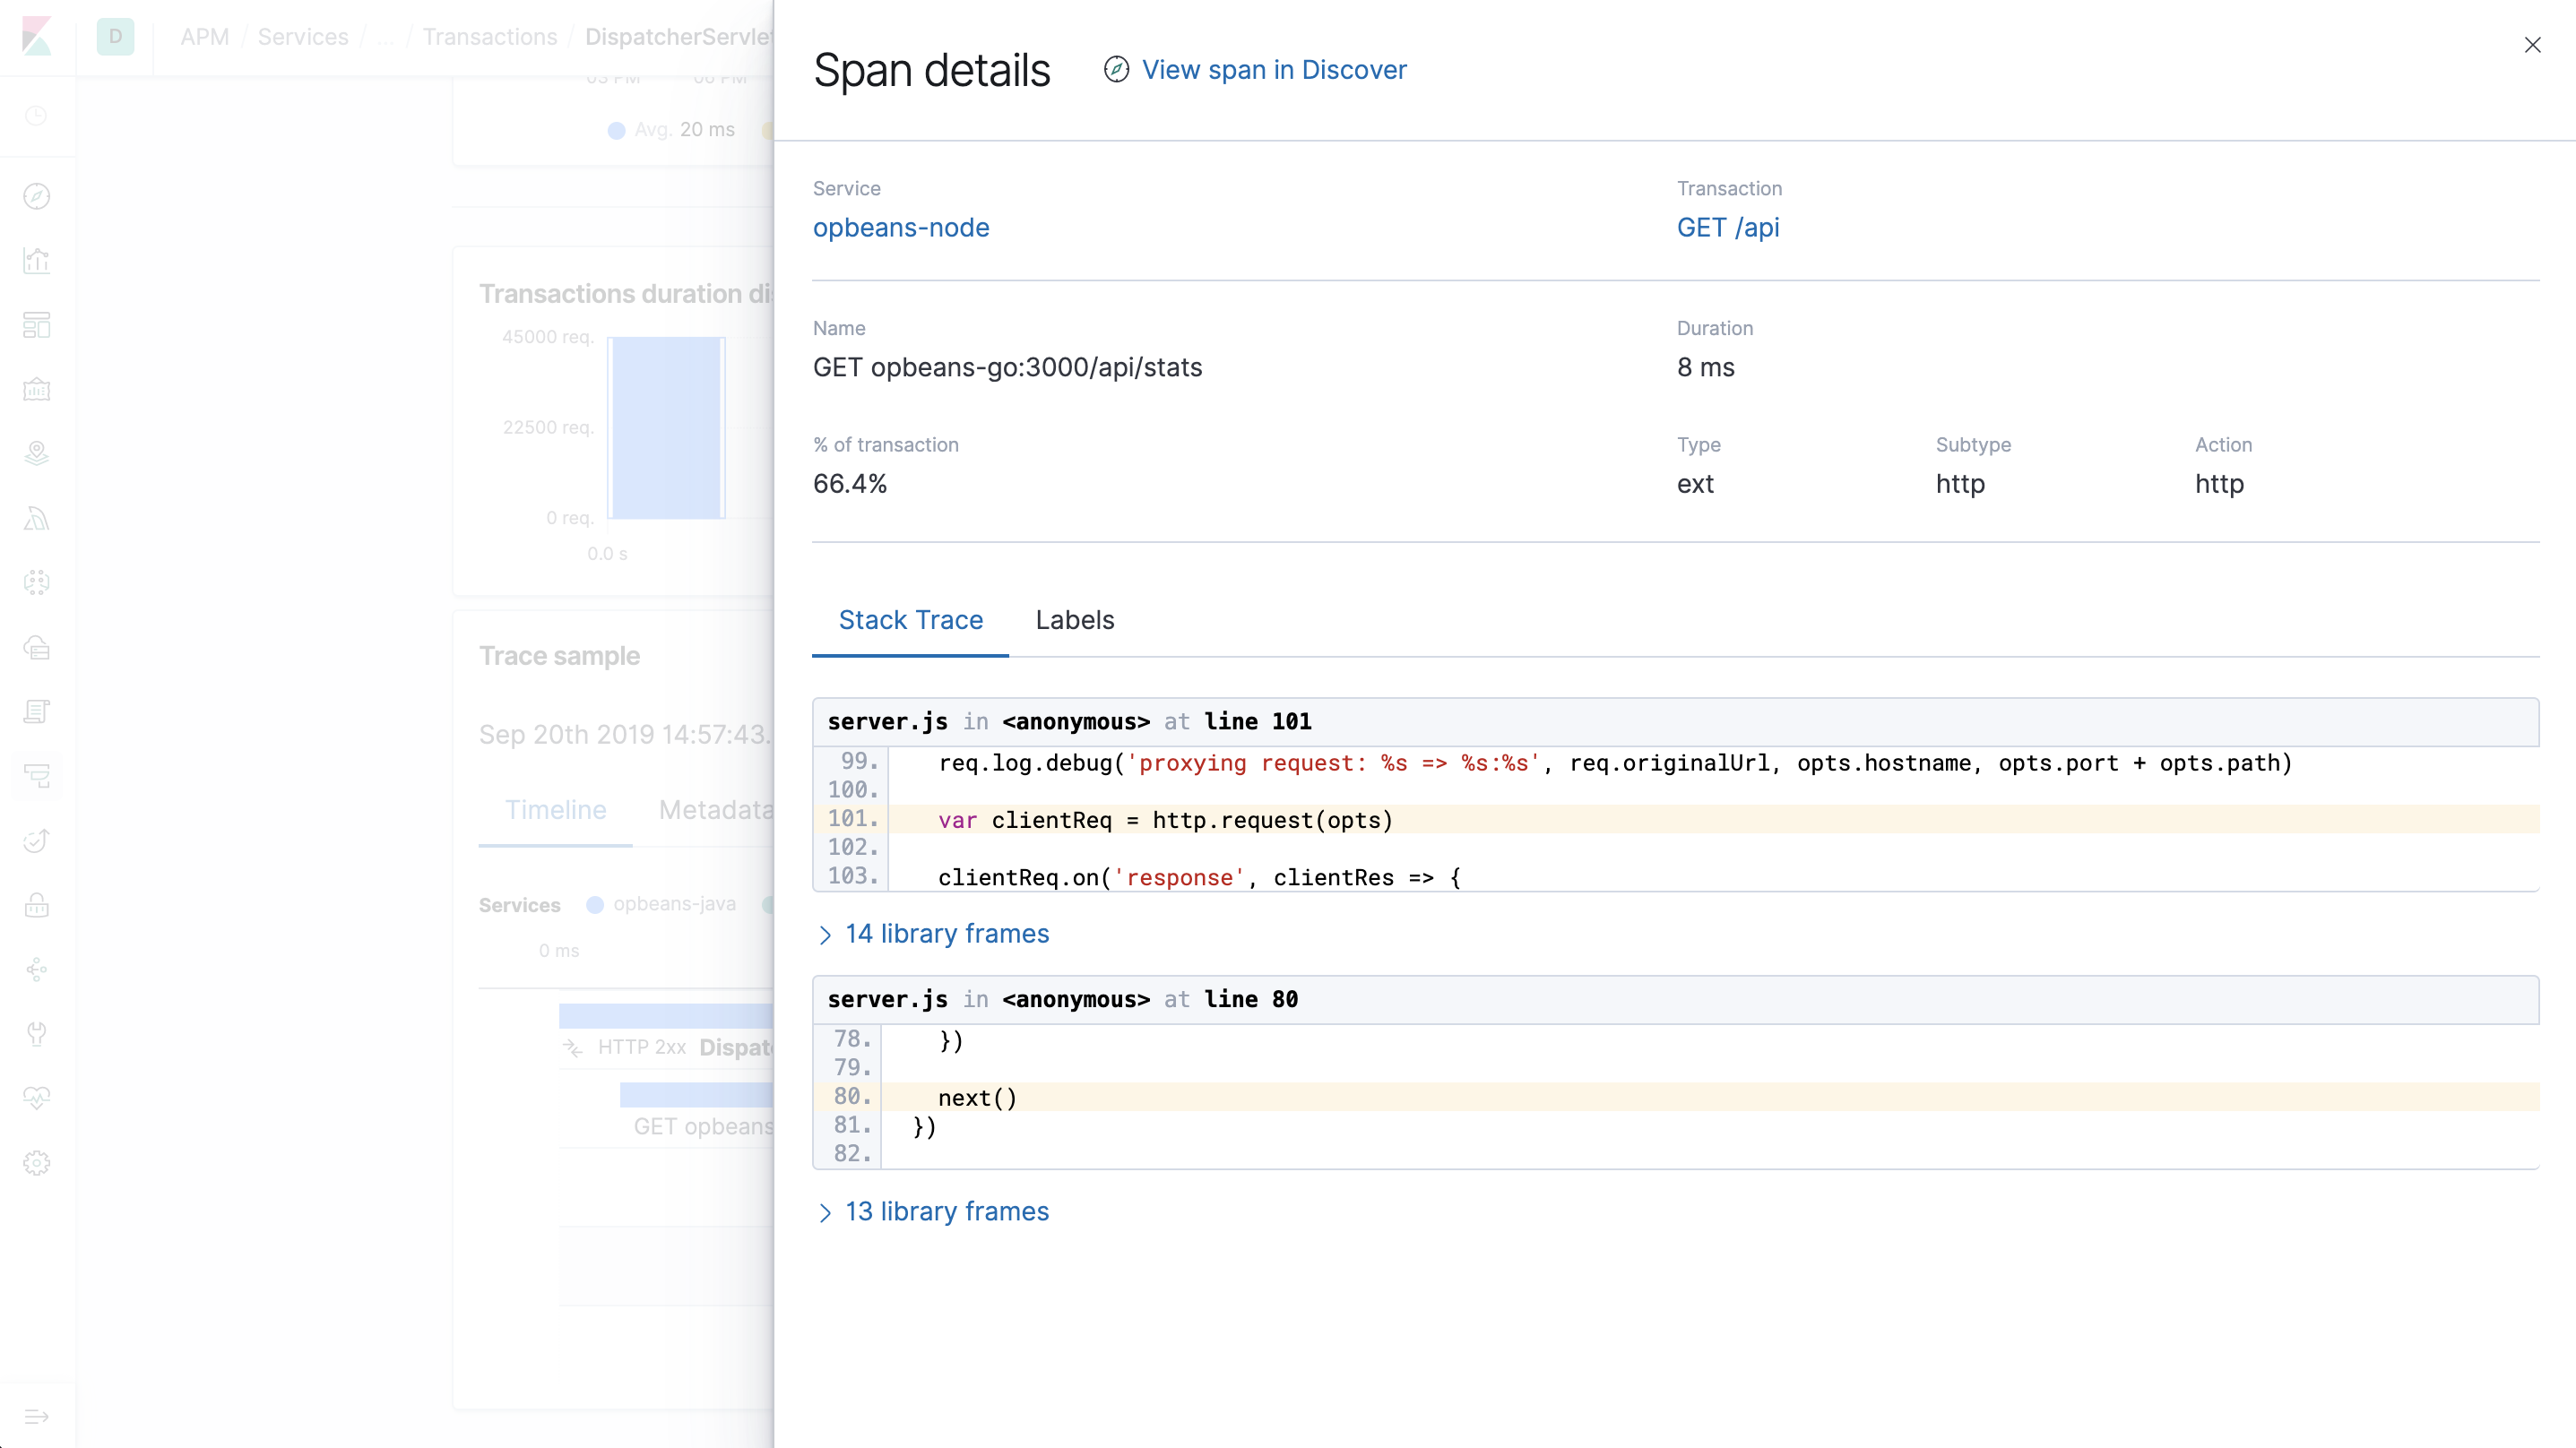 D APM / Services / ... / Transactions / DispatcherServlet
03 PM 06 PM
Avg. 20 ms
Transactions duration di
45000 req.
22500 req.
0 req.
0.0 s
Trace sample
Sep 20th 2019 14:57:43.
Timeline Metadata
Services opbeans-java
0 ms
HTTP 2xx Dispat
GET opbeans
Span details View span in Discover
Service Transaction
opbeans-node GET /api
Name Duration
GET opbeans-go:3000/api/stats 8 ms
% of transaction Type Subtype Action
66.4% ext http http
Stack Trace Labels
server.js in <anonymous> at line 101
99. req.log.debug('proxying request: %s => %s:%s', req.originalUrl, opts.hostname, opts.port + opts.path)
100.
101. var clientReq = http.request(opts)
102.
103. clientReq.on('response', clientRes => {
14 library frames
server.js in <anonymous> at line 80
78. })
79.
80. next()
81. })
82.
13 library frames